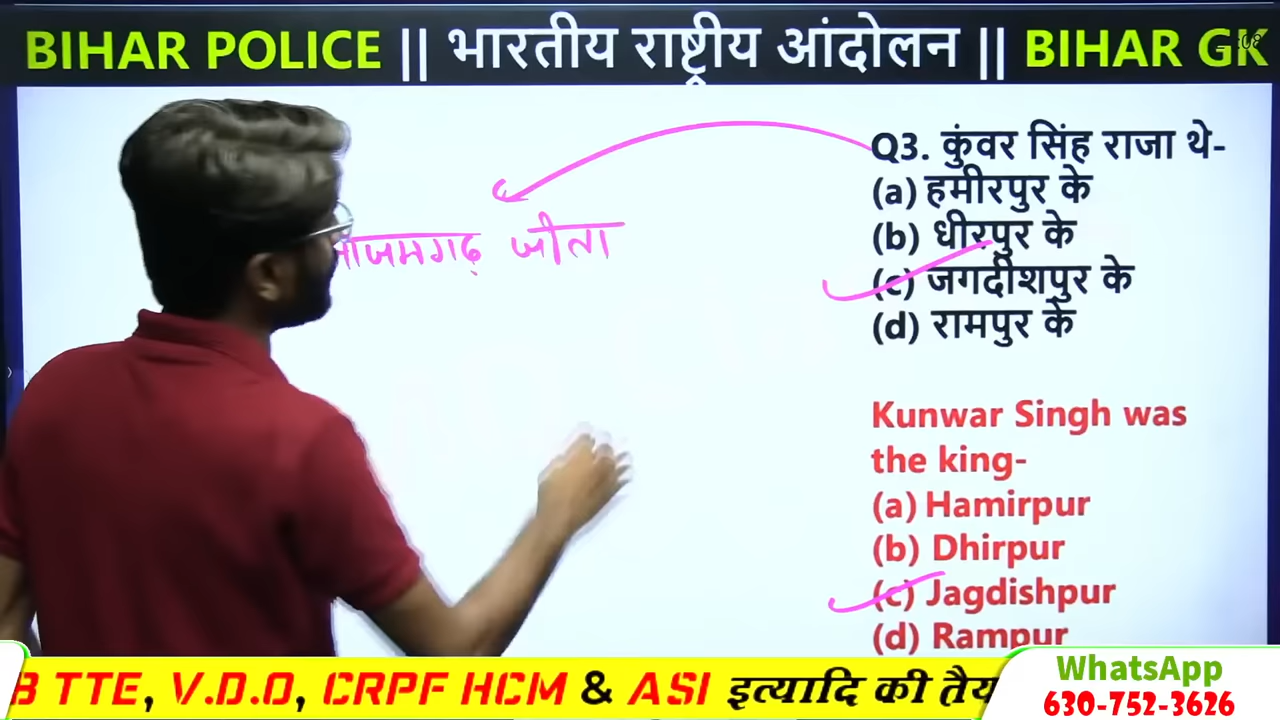 BIHAR POLICE || भारतीय राष्ट्रीय आंदोलन || BIHAR GK
Q3. कुंवर सिंह राजा थे-
(a) हमीरपुर के
(b) धीरपुर के
(c) जगदीशपुर के
(d) रामपुर के
जीता
Kunwar Singh was
the king-
(a) Hamirpur
(b) Dhirpur
(c) Jagdishpur
(d) Rampur
TTE, V.D.O, CRPF HCM & ASI इत्यादि की
WhatsApp
630-752-3626